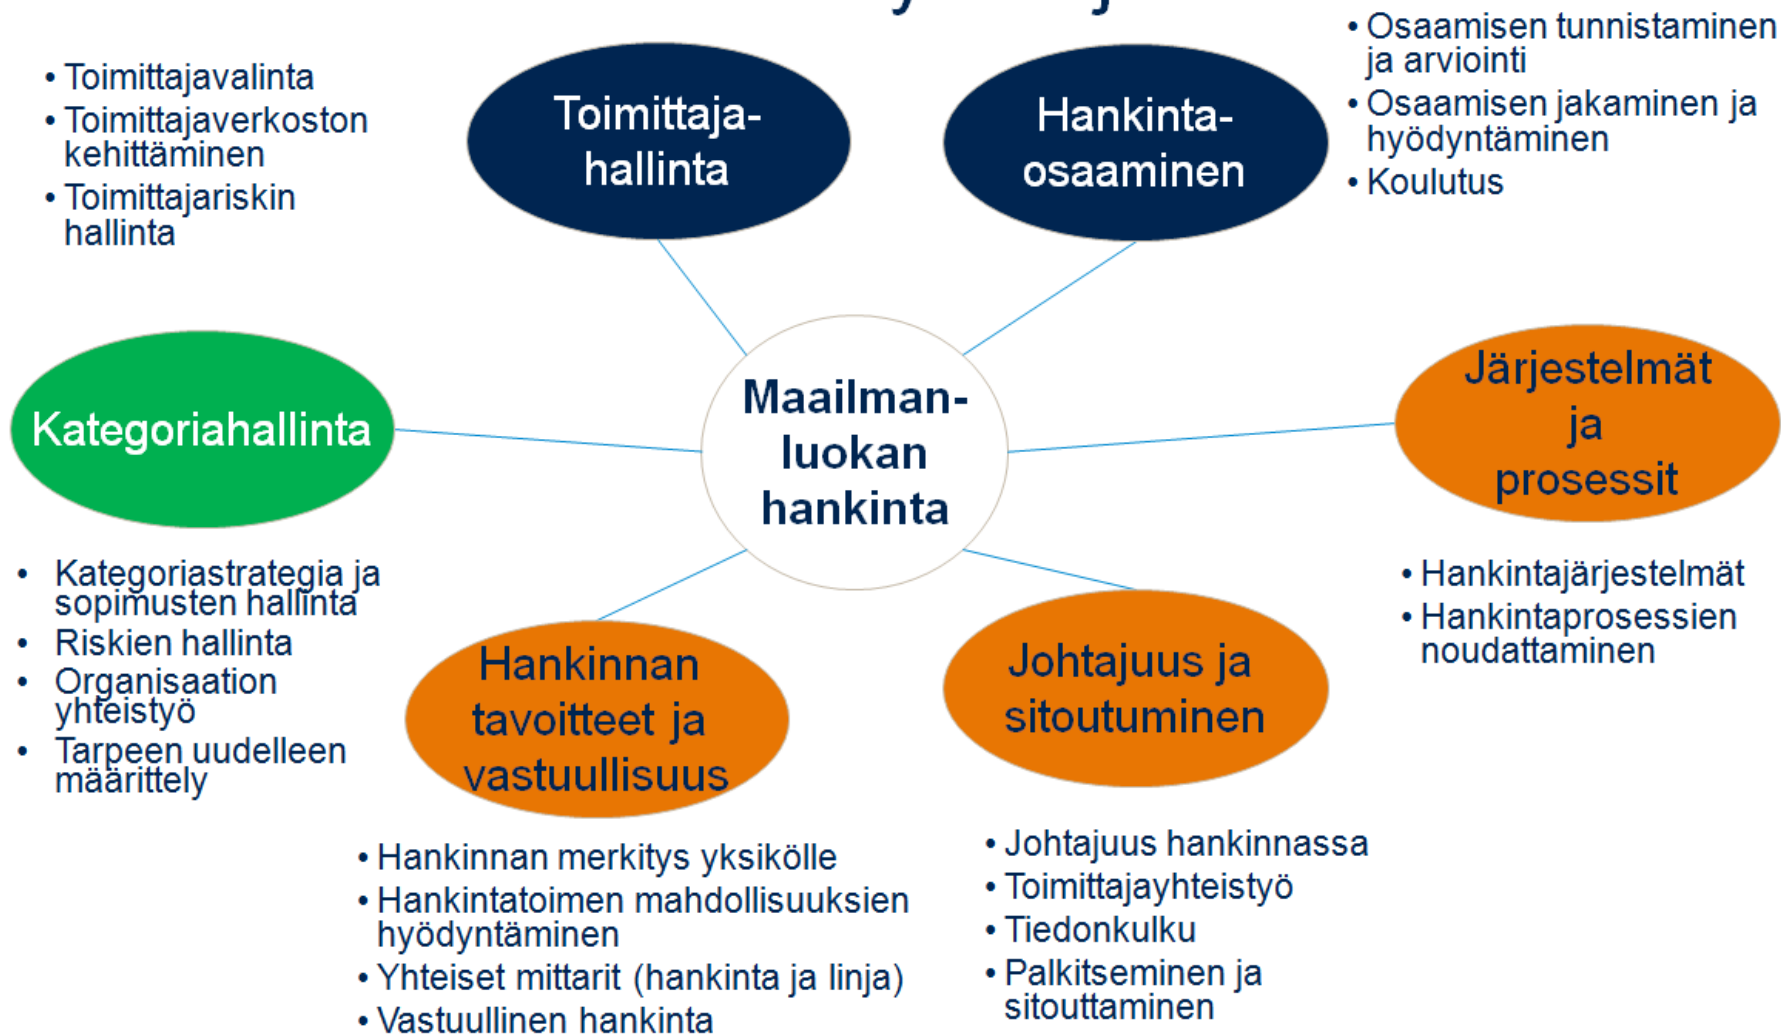 • Toimittajavalinta
• Toimittajaverkoston
kehittäminen
• Toimittajariskin
hallinta
Toimittaja-
hallinta
Hankinta-
osaaminen
• Osaamisen tunnistaminen
ja arviointi
• Osaamisen jakaminen ja
hyödyntäminen
• Koulutus
Kategoriahallinta
Maailman-
luokan
hankinta
Järjestelmät
ja
prosessit
• Kategoriastrategia ja
sopimusten hallinta
• Riskien hallinta
• Organisaation
yhteistyö
• Tarpeen uudelleen
määrittely
Hankinnan
tavoitteet ja
vastuullisuus
Johtajuus ja
sitoutuminen
• Hankintajärjestelmät
• Hankintaprosessien
noudattaminen
• Hankinnan merkitys yksikölle
• Hankintatoimen mahdollisuuksien
hyödyntäminen
• Yhteiset mittarit (hankinta ja linja)
• Vastuullinen hankinta
• Johtajuus hankinnassa
• Toimittajayhteistyö
• Tiedonkulku
• Palkitseminen ja
sitouttaminen